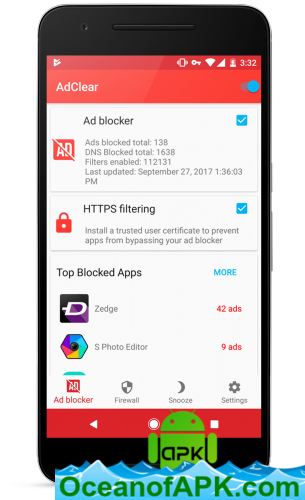 3:32
AdClear
Ad blocker
Ads blocked total: 138
DNS Blocked total: 1638
Filters enabled: 112131
Last updated: September 27, 2017 1:36:03
PM
HTTPS filtering
Install a trusted user certificate to prevent
apps from bypassing your ad blocker
Top Blocked Apps MORE
Zedge 42 ads
S Photo Editor 9 ads
Ad blocker Firewall Snooze Settings
APK
OceanofAPK.com